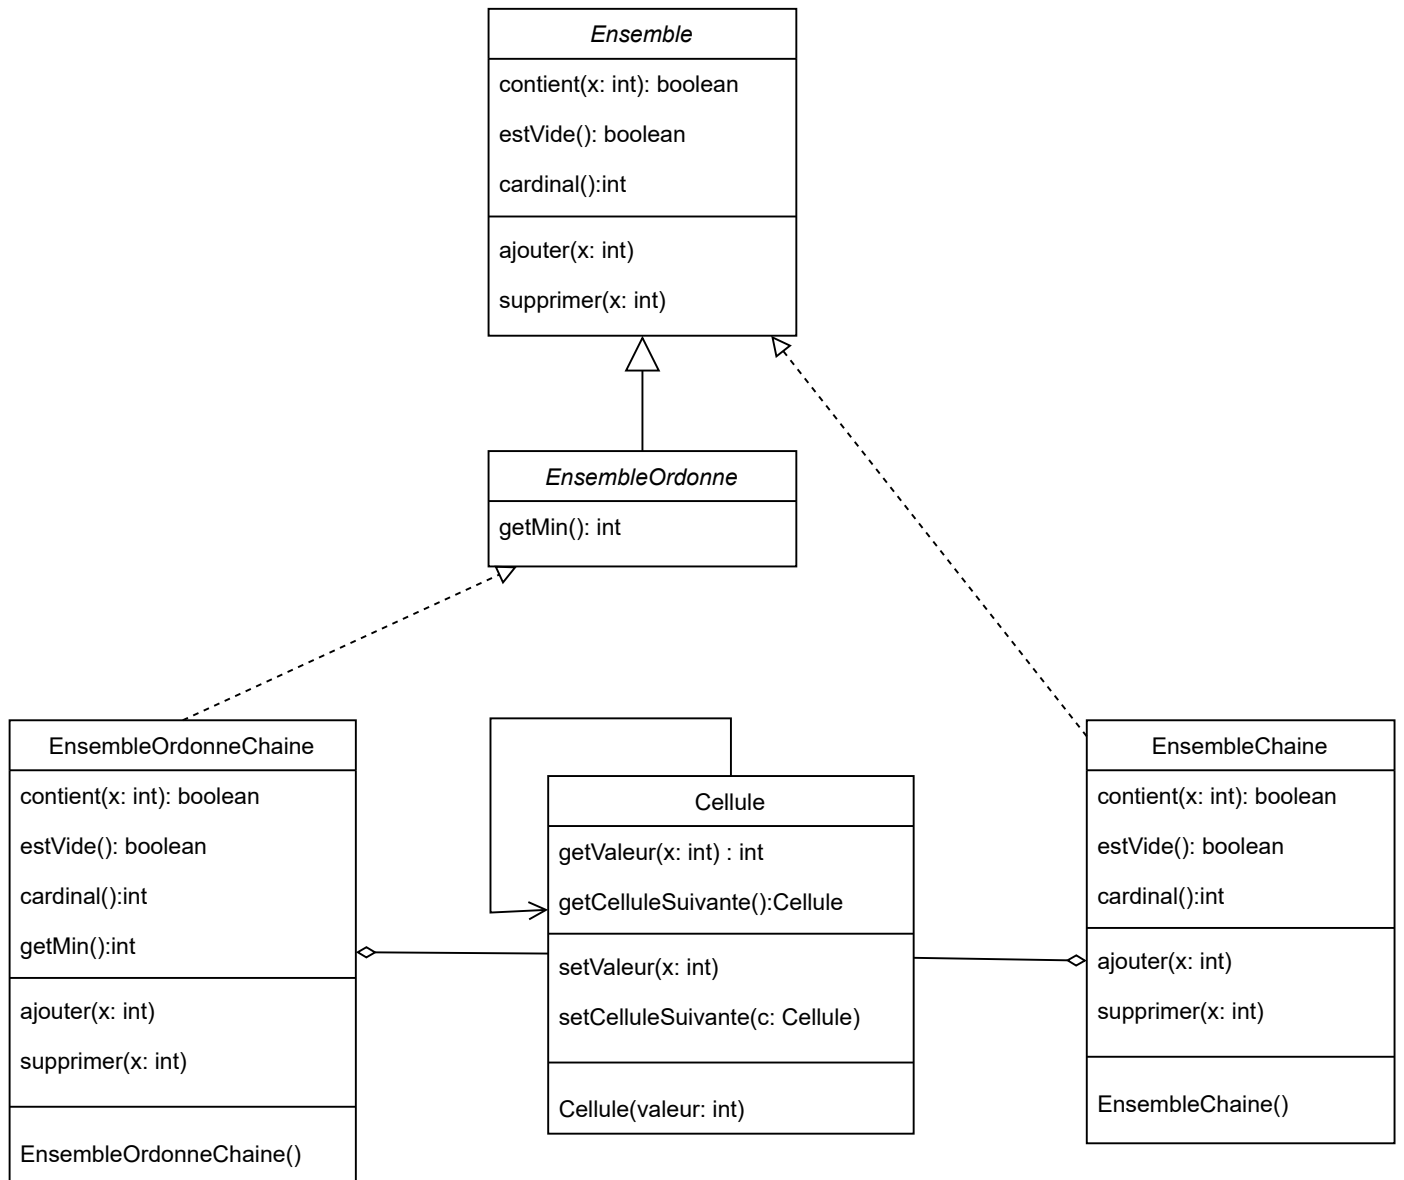 Ensemble
contient(x: int): boolean
estVide(): boolean
cardinal():int
ajouter(x: int)
supprimer(x: int)
EnsembleOrdonne
getMin(): int
EnsembleOrdonneChaine
contient(x: int): boolean
estVide(): boolean
cardinal():int
getMin():int
ajouter(x: int)
supprimer(x: int)
EnsembleOrdonneChaine()
Cellule
getValeur(x: int) : int
getCelluleSuivante():Cellule
setValeur(x: int)
setCelluleSuivante(c: Cellule)
Cellule(valeur: int)
EnsembleChaine
contient(x: int): boolean
estVide(): boolean
cardinal():int
ajouter(x: int)
supprimer(x: int)
EnsembleChaine()